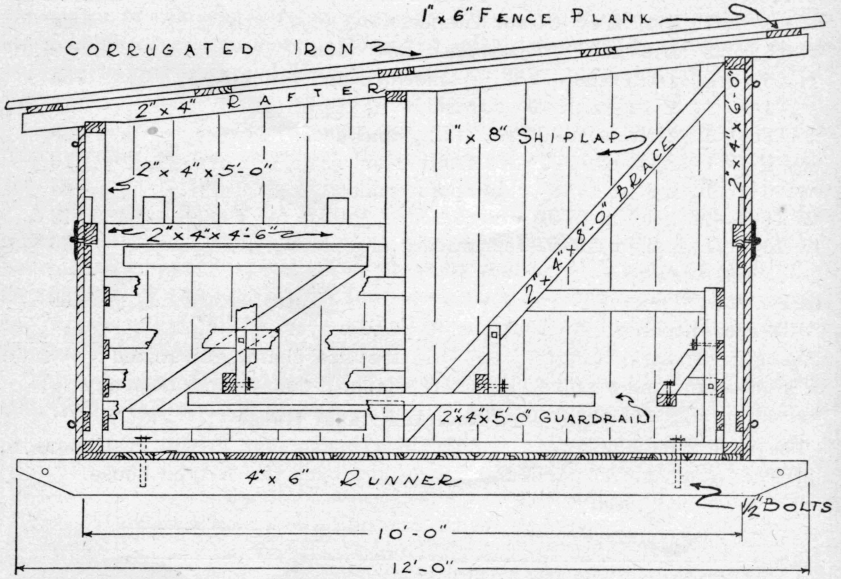 1" x 6" FENCE PLANK
CORRUGATED IRON
2" x 4" RAFTER
1" x 8" SHIPLAP
2" x 4" x 6'-0"
2" x 4" x 5'-0"
2" x 4" x 8'-0" BRACE
2" x 4" x 4'-6"
2" x 4" x 5'-0" GUARDRAIL
4" x 6" RUNNER
1/2" BOLTS
10'-0"
12'-0"